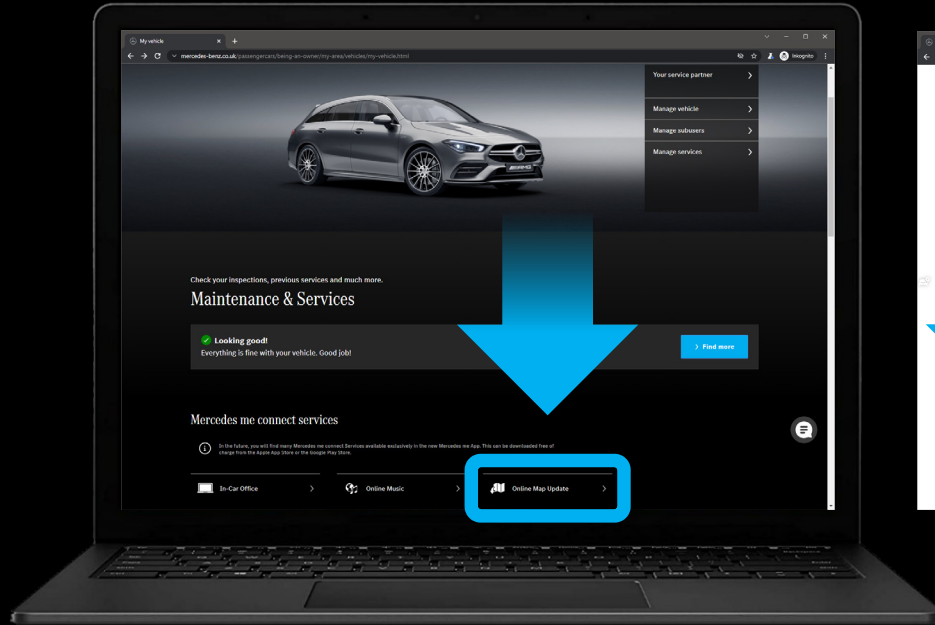 My vehicle
mercedes-benz.co.uk/passengercars/being-an-owner/my-area/vehicles/my-vehicle.html
Inkognito
Your service partner
Manage vehicle
Manage subusers
Manage services
Check your inspections, previous services and much more.
Maintenance & Services
Looking good!
Everything is fine with your vehicle. Good job!
Find more
Mercedes me connect services
In the future, you will find many Mercedes me connect Services available exclusively in the new Mercedes me App. This can be downloaded free of
charge from the Apple App Store or the Google Play Store.
In-Car Office
Online Music
Online Map Update